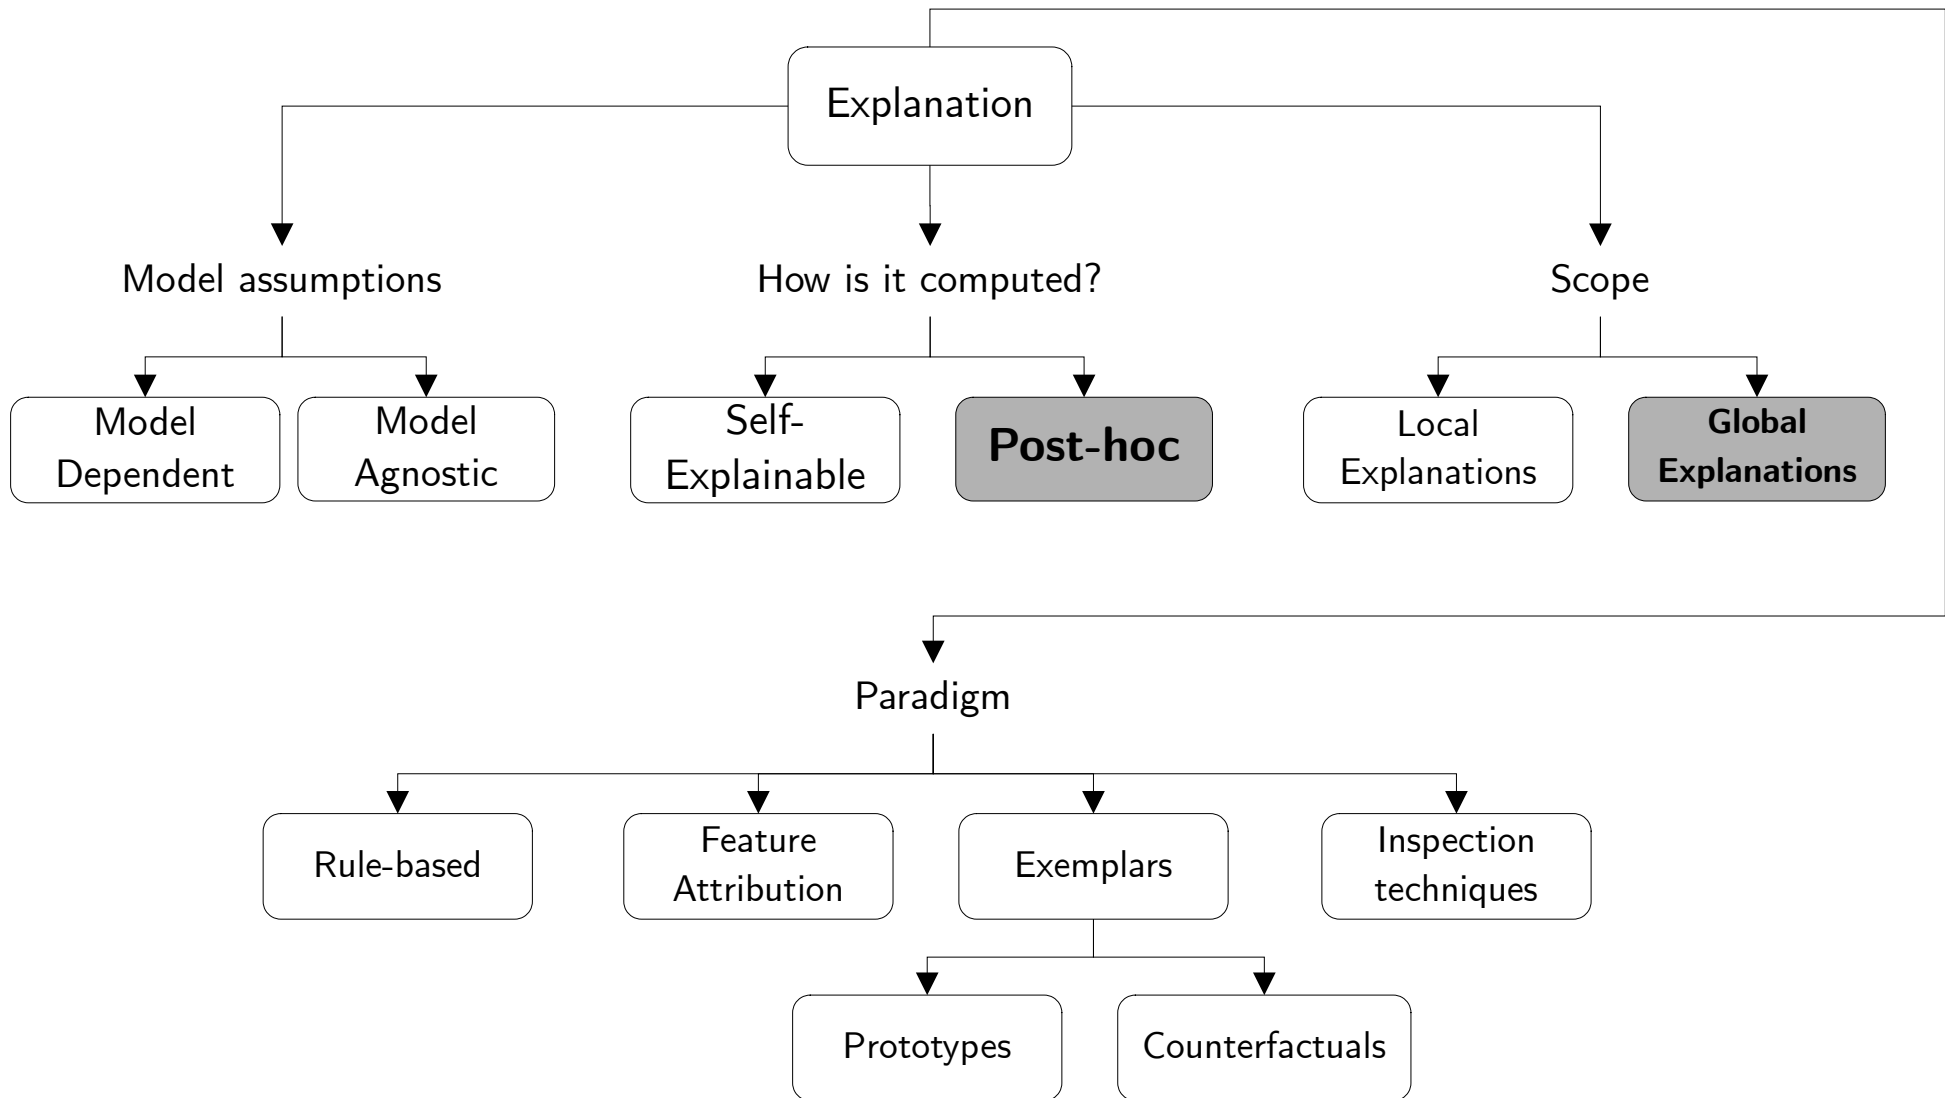 Explanation
Model assumptions
How is it computed?
Scope
Model
Dependent
Model
Agnostic
Self-
Explainable
Post-hoc
Local
Explanations
Global
Explanations
Paradigm
Rule-based
Feature
Attribution
Exemplars
Inspection
techniques
Prototypes
Counterfactuals